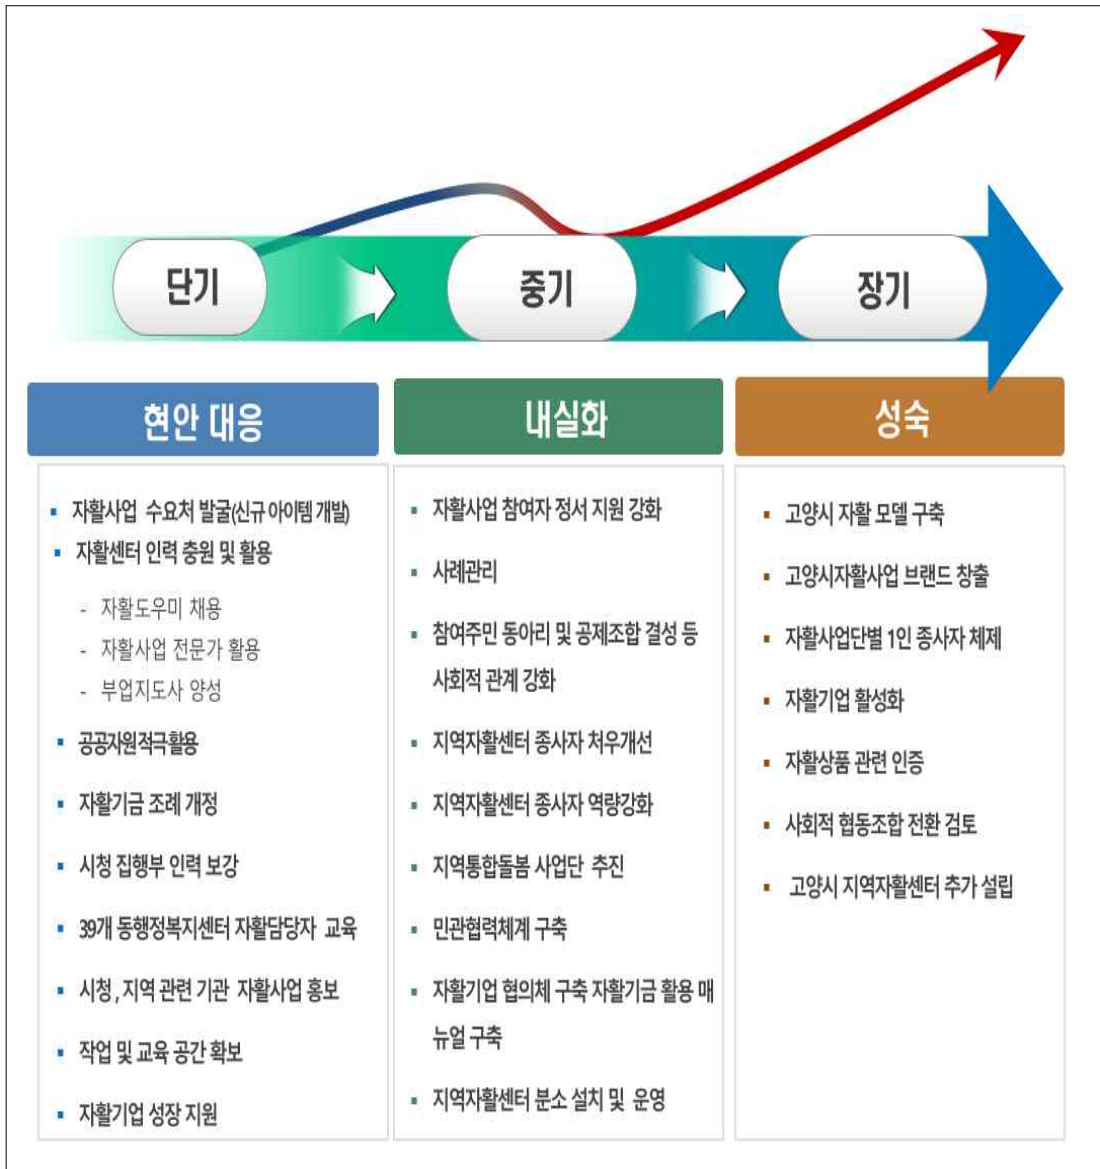 단기
중기
장기
현안 대응
▪ 자활사업 수요처 발굴(신규 아이템 개발)
▪ 자활센터 인력 충원 및 활용
- 자활도우미 채용
- 자활사업 전문가 활용
- 부업지도사 양성
▪ 공공자원적극활용
▪ 자활기금 조례 개정
▪ 시청 집행부 인력 보강
▪ 39개 동행정복지센터 자활담당자 교육
▪ 시청, 지역 관련 기관 자활사업 홍보
▪ 작업 및 교육 공간 확보
▪ 자활기업 성장 지원
내실화
▪ 자활사업 참여자 정서 지원 강화
▪ 사례관리
▪ 참여주민 동아리 및 공제조합 결성 등
사회적 관계 강화
▪ 지역자활센터 종사자 처우개선
▪ 지역자활센터 종사자 역량강화
▪ 지역통합돌봄 사업단 추진
▪ 민관협력체계 구축
▪ 자활기업 협의체 구축 자활기금 활용 매
뉴얼 구축
▪ 지역자활센터 분소 설치 및 운영
성숙
▪ 고양시 자활 모델 구축
▪ 고양시자활사업 브랜드 창출
▪ 자활사업단별 1인 종사자 체제
▪ 자활기업 활성화
▪ 자활상품 관련 인증
▪ 사회적 협동조합 전환 검토
▪ 고양시 지역자활센터 추가 설립